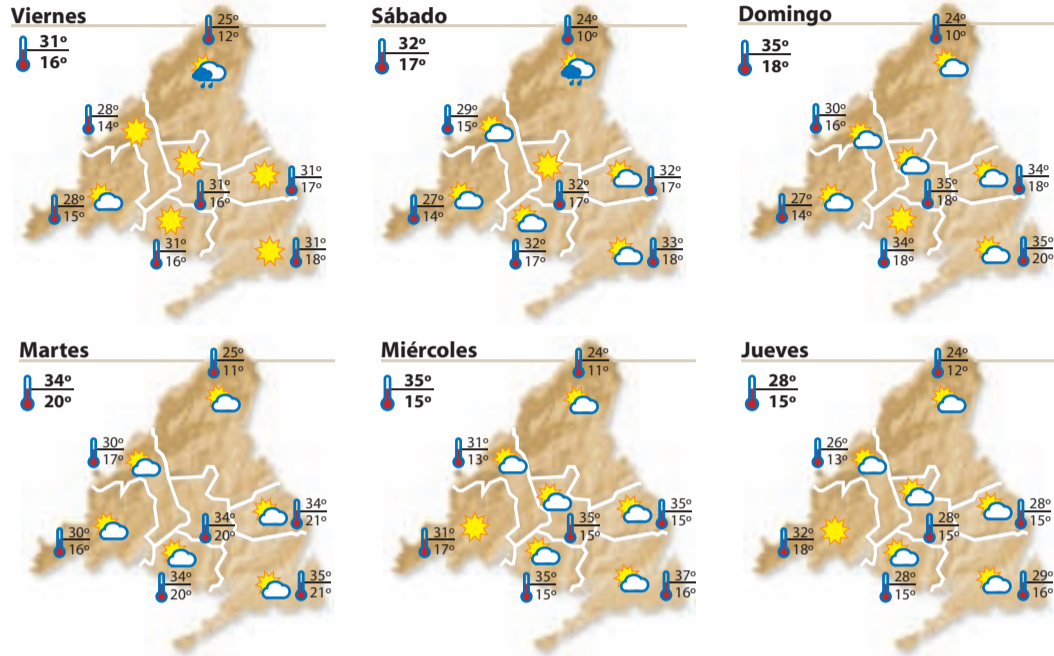 Viernes
31º
16º
25º
12º
28º
14º
31º
17º
28º
15º
31º
16º
31º
16º
31º
18º
Sábado
32º
17º
24º
10º
29º
15º
32º
17º
27º
14º
32º
17º
32º
17º
33º
18º
Domingo
35º
18º
24º
10º
30º
16º
34º
18º
27º
14º
35º
18º
34º
18º
35º
20º
Martes
34º
20º
25º
11º
30º
17º
34º
21º
30º
16º
34º
20º
34º
20º
35º
21º
Miércoles
35º
15º
24º
11º
31º
13º
35º
15º
31º
17º
35º
15º
35º
15º
37º
16º
Jueves
28º
15º
24º
12º
26º
13º
28º
15º
32º
18º
28º
15º
28º
15º
29º
16º